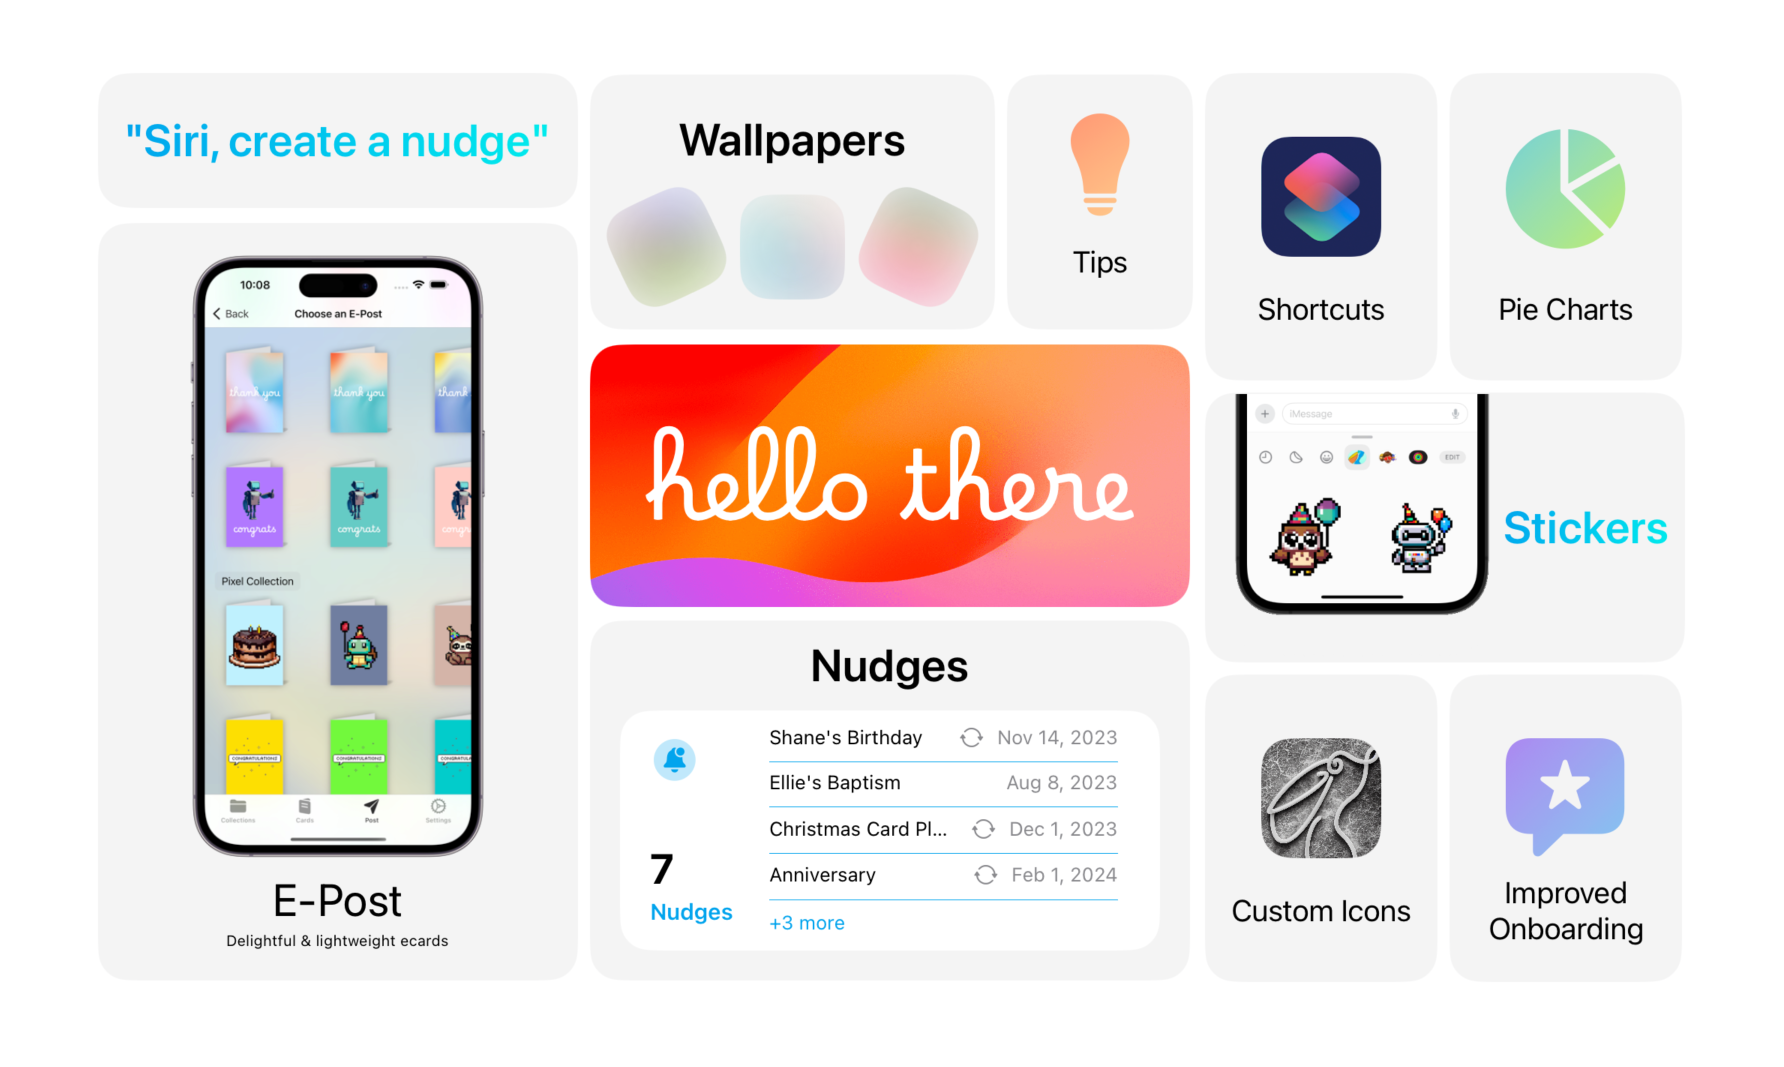 "Siri, create a nudge"
10:08
Back
Choose an E-Post
thank you
thank you
thank
congrats
congrats
congr
Pixel Collection
CONGRATULATIONZ
CONGRATULATIONZ
Collections
Cards
Post
Settings
E-Post
Delightful & lightweight ecards
Wallpapers
Tips
hello there
Nudges
7
Nudges
Shane's Birthday Nov 14, 2023
Ellie's Baptism Aug 8, 2023
Christmas Card Pl... Dec 1, 2023
Anniversary Feb 1, 2024
+3 more
Shortcuts
Pie Charts
iMessage
EDIT
Stickers
Custom Icons
Improved
Onboarding